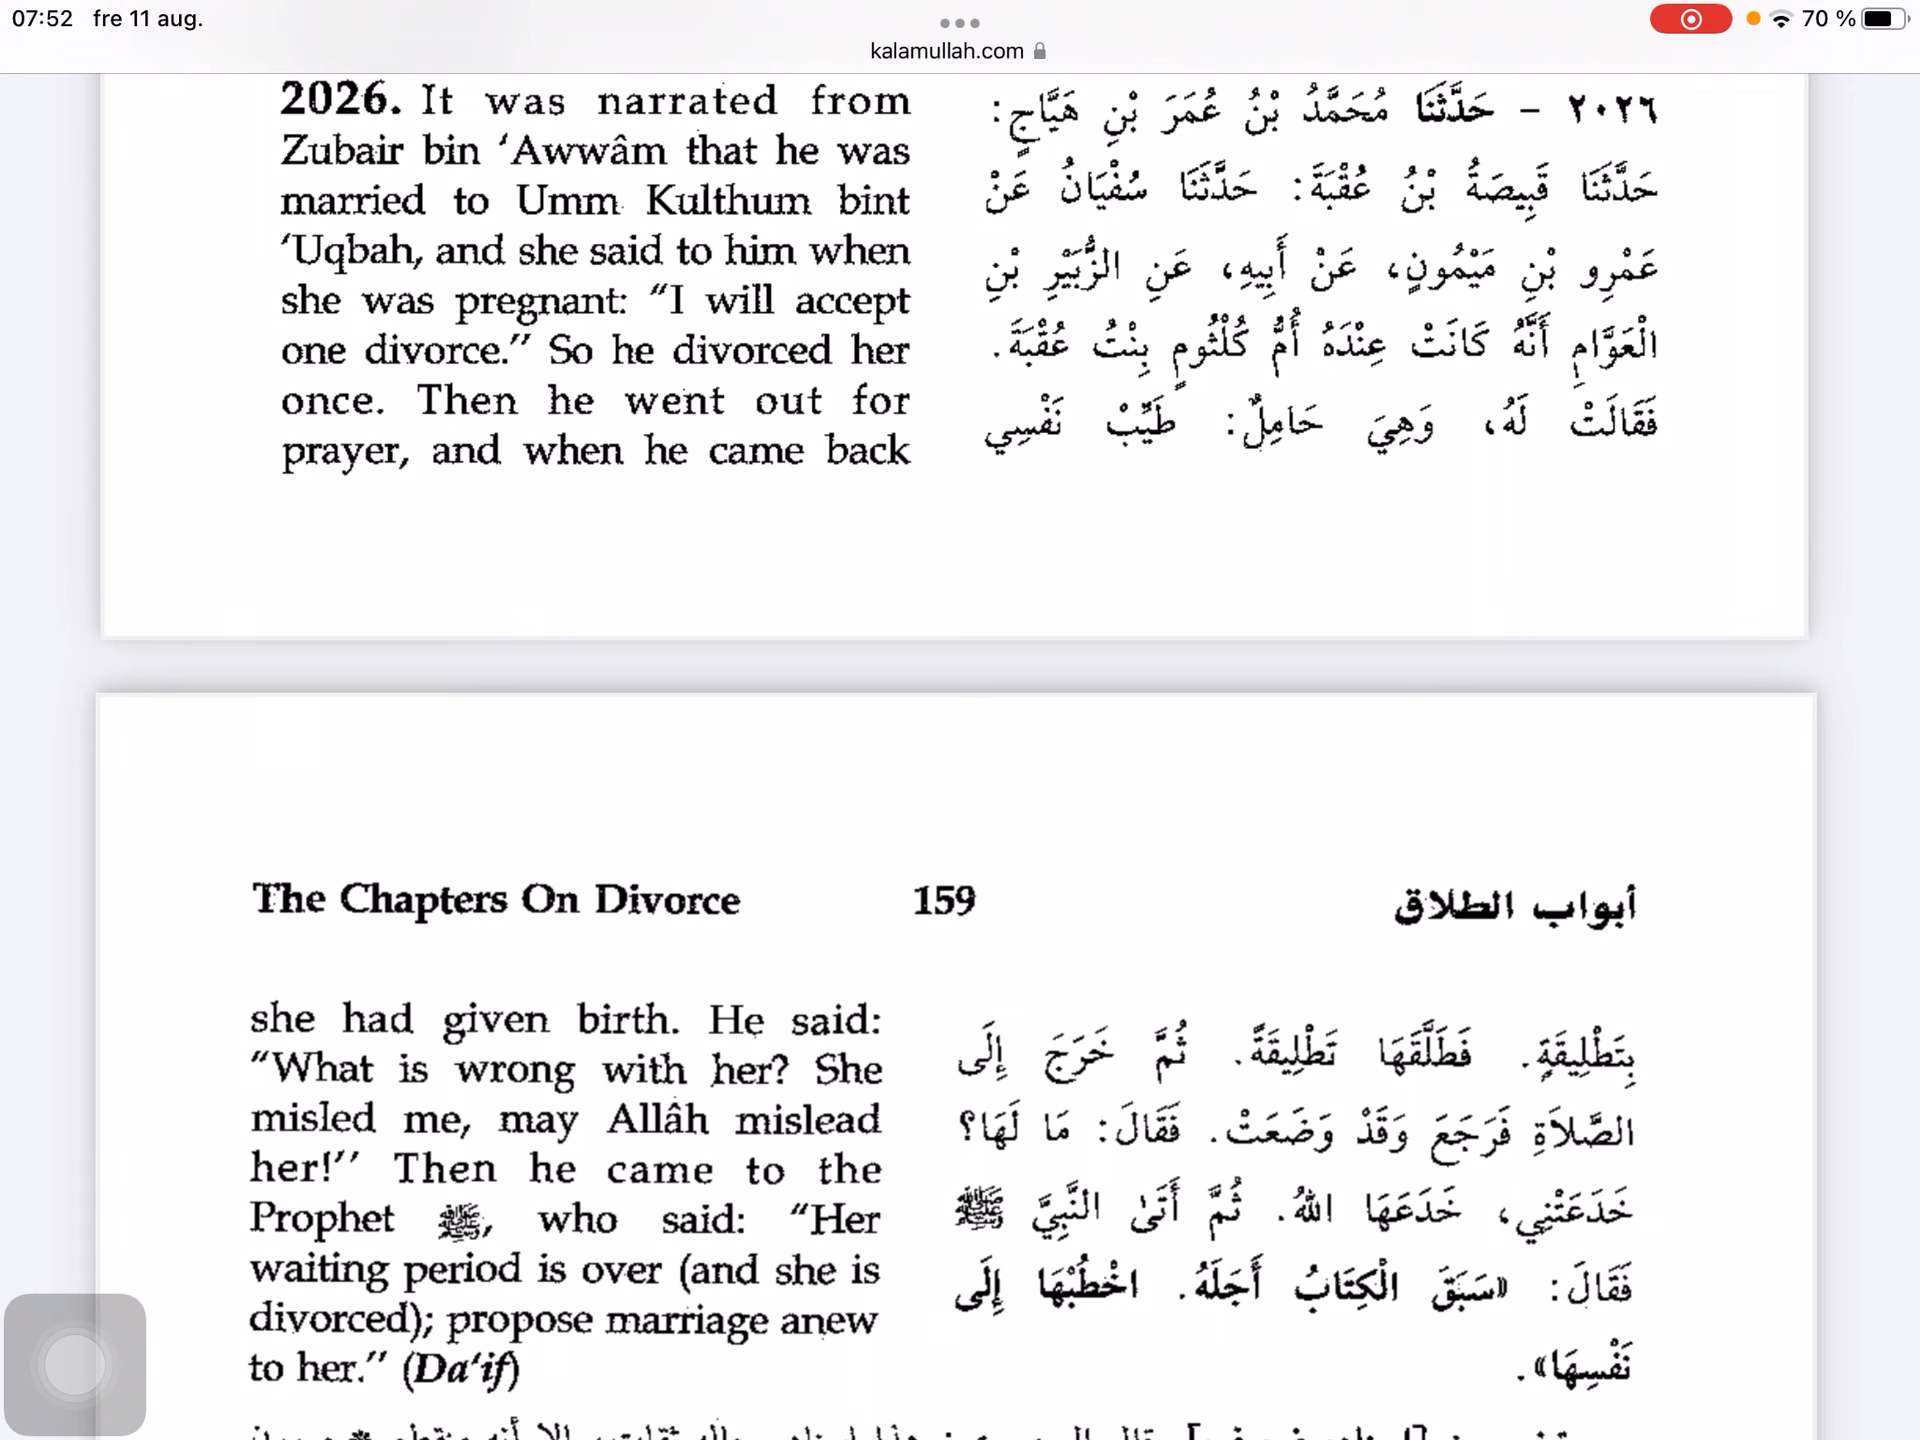 07:52 fre 11 aug.
70 %
kalamullah.com
2026. It was narrated from
Zubair bin ‘Awwâm that he was
married to Umm Kulthum bint
‘Uqbah, and she said to him when
she was pregnant: “I will accept
one divorce.” So he divorced her
once. Then he went out for
prayer, and when he came back
٢٠٢٦ – حَدَّثَنَا مُحَمَّدُ بْنُ عُمَرَ بْنِ هَيَّاجٍ:
حَدَّثَنَا قَبِيصَةُ بْنُ عُقْبَةَ: حَدَّثَنَا سُفْيَانُ عَنْ
عَمْرِو بْنِ مَيْمُونٍ، عَنْ أَبِيهِ، عَنِ الزُّبَيْرِ بْنِ
الْعَوَّامِ أَنَّهُ كَانَتْ عِنْدَهُ أُمُّ كُلْثُومٍ بِنْتُ عُقْبَةَ.
فَقَالَتْ لَهُ، وَهِيَ حَامِلٌ: طَيِّبْ نَفْسِي
The Chapters On Divorce 159 أبواب الطلاق
she had given birth. He said:
“What is wrong with her? She
misled me, may Allâh mislead
her!’’ Then he came to the
Prophet ﷺ, who said: “Her
waiting period is over (and she is
divorced); propose marriage anew
to her.” (Da‘if)
بِتَطْلِيقَةٍ. فَطَلَّقَهَا تَطْلِيقَةً. ثُمَّ خَرَجَ إِلَى
الصَّلاَةِ فَرَجَعَ وَقَدْ وَضَعَتْ. فَقَالَ: مَا لَهَا؟
خَدَعَتْنِي، خَدَعَهَا اللهُ. ثُمَّ أَتَىٰ النَّبِيَّ ﷺ
فَقَالَ: «سَبَقَ الْكِتَابُ أَجَلَهُ. اخْطُبْهَا إِلَى
نَفْسِهَا».